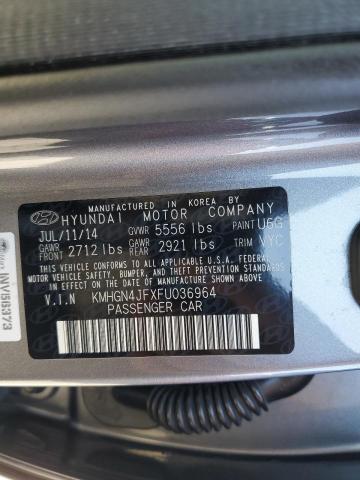 MANUFACTURED IN KOREA BY
HYUNDAI MOTOR COMPANY
JUL/11/14 GVWR 5556 lbs PAINT U6G
GAWR FRONT 2712 lbs GAWR REAR 2921 lbs TRIM VYC
THIS VEHICLE CONFORMS TO ALL APPLICABLE U.S.A. FEDERAL
MOTOR VEHICLE SAFETY, BUMPER, AND THEFT PREVENTION
STANDARDS IN EFFECT ON THE DATE OF MANUFACTURE SHOWN
ABOVE.
V.I.N KMHGN4JFXFU036964
PASSENGER CAR
INV56373